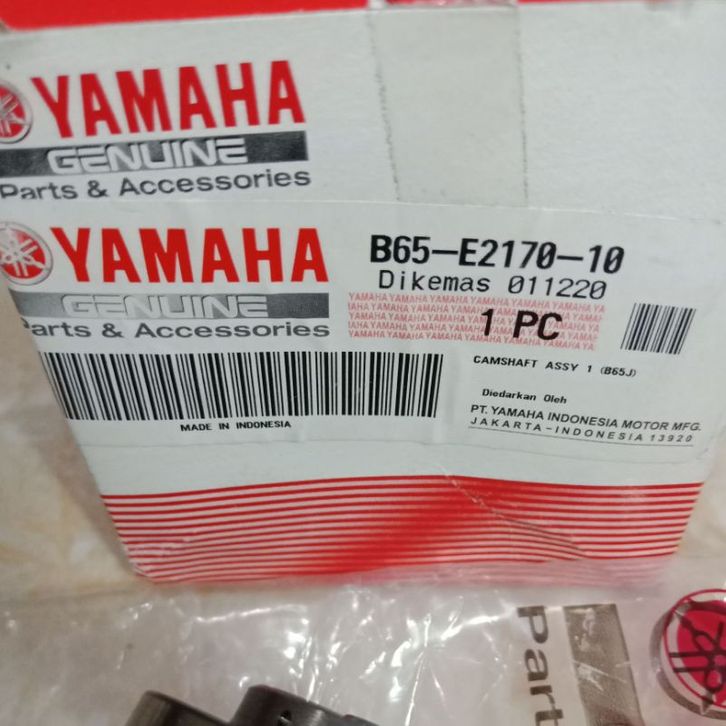 YAMAHA
GENUINE
Parts & Accessories
YAMAHA
GENUINE
Parts & Accessories
B65-E2170-10
Dikemas 011220
1 PC
CAMSHAFT ASSY 1 (B65J)
Diedarkan Oleh
PT. YAMAHA INDONESIA MOTOR MFG.
JAKARTA-INDONESIA 13920
MADE IN INDONESIA
Part